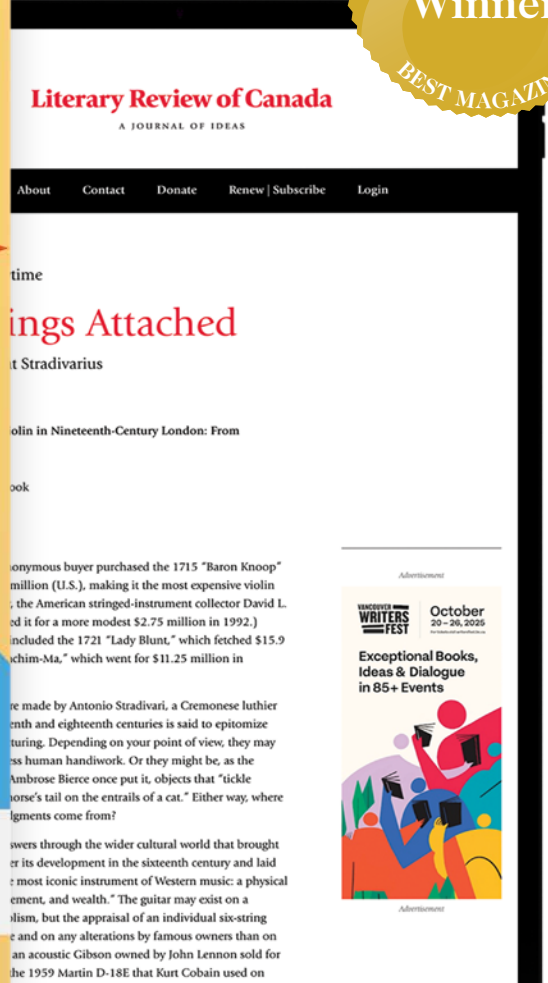 Winner
BEST MAGAZIN
Literary Review of Canada
A JOURNAL OF IDEAS
About Contact Donate Renew | Subscribe Login
time
ings Attached
t Stradivarius
olin in Nineteenth-Century London: From
ook
onymous buyer purchased the 1715 “Baron Knoop”
million (U.S.), making it the most expensive violin
, the American stringed-instrument collector David L.
ed it for a more modest $2.75 million in 1992.)
included the 1721 “Lady Blunt,” which fetched $15.9
achim-Ma,” which went for $11.25 million in
re made by Antonio Stradivari, a Cremonese luthier
enth and eighteenth centuries is said to epitomize
turing. Depending on your point of view, they may
ess human handiwork. Or they might be, as the
Ambrose Bierce once put it, objects that “tickle
horse’s tail on the entrails of a cat.” Either way, where
dgments come from?
swers through the wider cultural world that brought
er its development in the sixteenth century and laid
e most iconic instrument of Western music: a physical
ement, and wealth.” The guitar may exist on a
olism, but the appraisal of an individual six-string
e and on any alterations by famous owners than on
an acoustic Gibson owned by John Lennon sold for
the 1959 Martin D-18E that Kurt Cobain used on
Advertisement
VANCOUVER
WRITERS
FEST
October
20–26, 2025
Exceptional Books,
Ideas & Dialogue
in 85+ Events
Advertisement